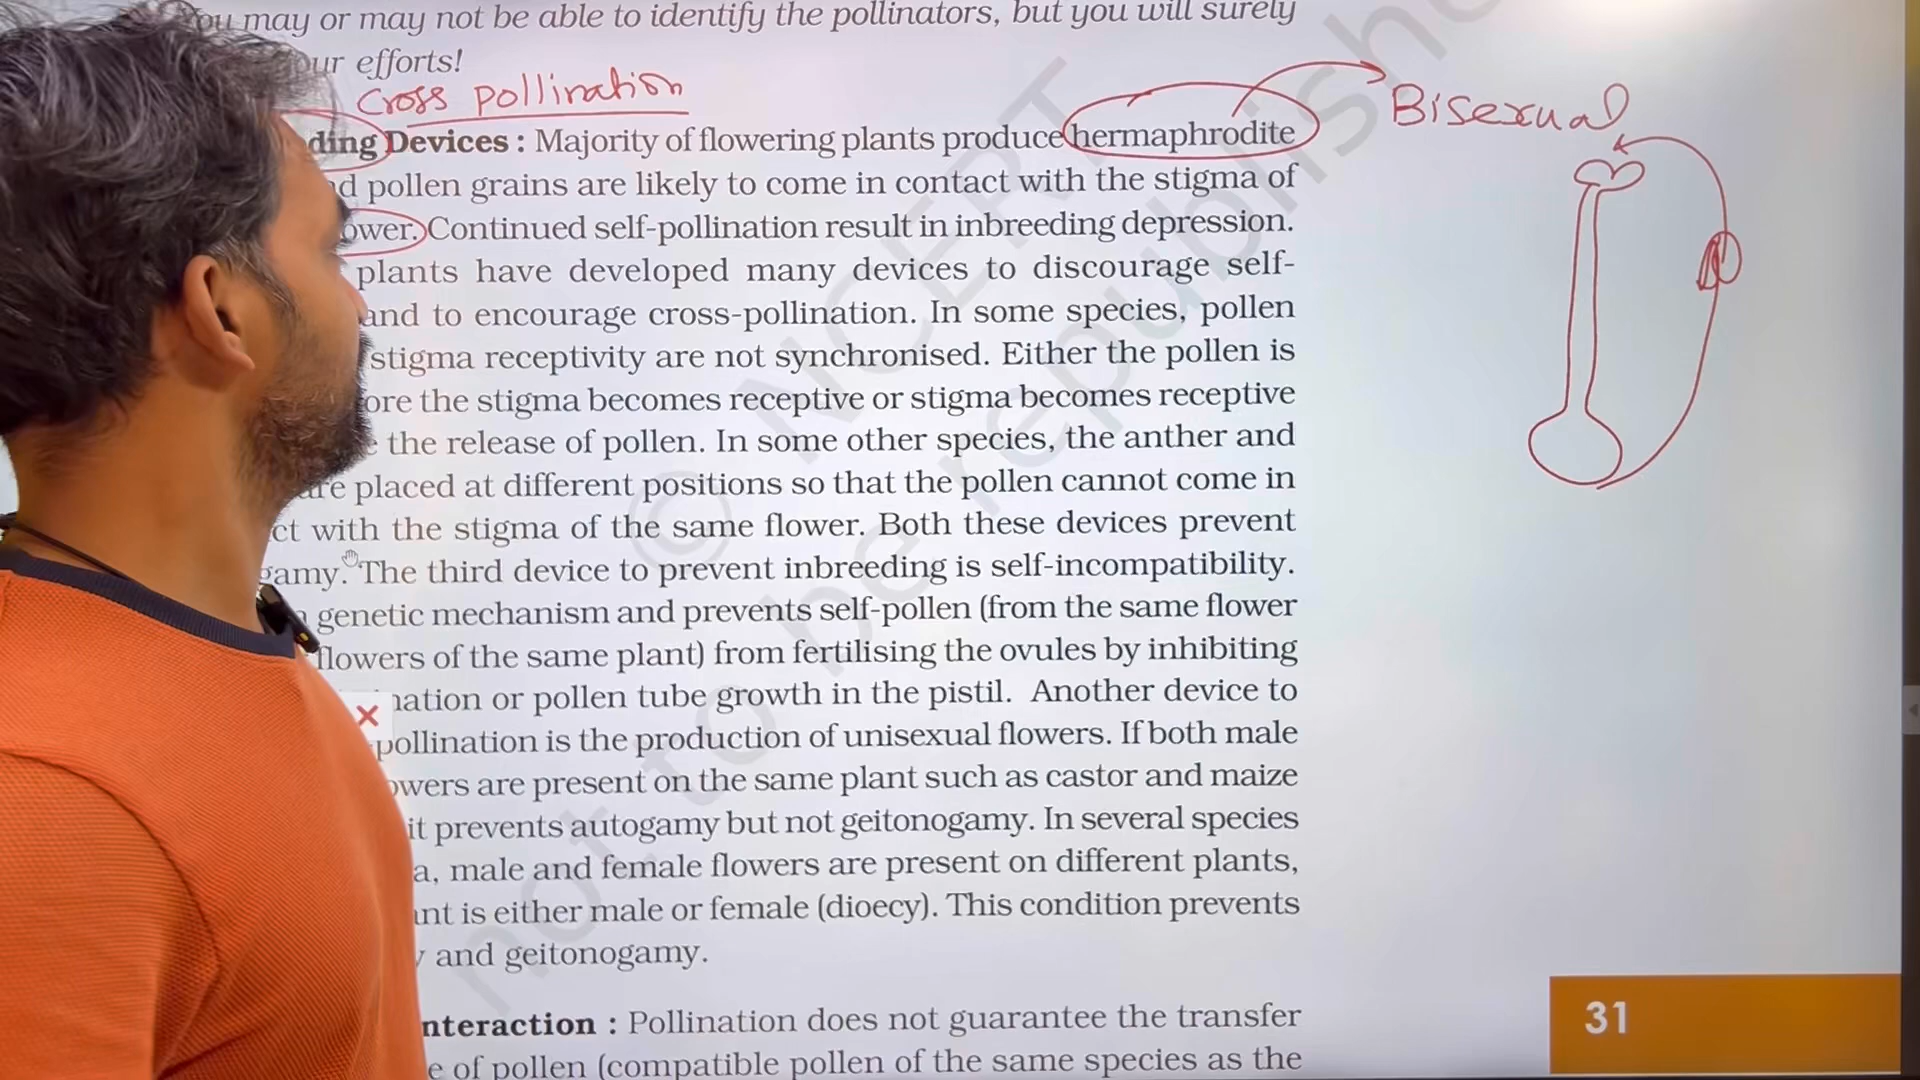 ou may or may not be able to identify the pollinators, but you will surely
our efforts!
Cross pollination
ding Devices : Majority of flowering plants produce hermaphrodite
Bisexual
d pollen grains are likely to come in contact with the stigma of
ower. Continued self-pollination result in inbreeding depression.
plants have developed many devices to discourage self-
and to encourage cross-pollination. In some species, pollen
stigma receptivity are not synchronised. Either the pollen is
ore the stigma becomes receptive or stigma becomes receptive
e the release of pollen. In some other species, the anther and
are placed at different positions so that the pollen cannot come in
ct with the stigma of the same flower. Both these devices prevent
gamy. The third device to prevent inbreeding is self-incompatibility.
genetic mechanism and prevents self-pollen (from the same flower
flowers of the same plant) from fertilising the ovules by inhibiting
nation or pollen tube growth in the pistil. Another device to
pollination is the production of unisexual flowers. If both male
owers are present on the same plant such as castor and maize
it prevents autogamy but not geitonogamy. In several species
a, male and female flowers are present on different plants,
ant is either male or female (dioecy). This condition prevents
y and geitonogamy.
nteraction : Pollination does not guarantee the transfer
e of pollen (compatible pollen of the same species as the
31
© NCERT
not to be republishe